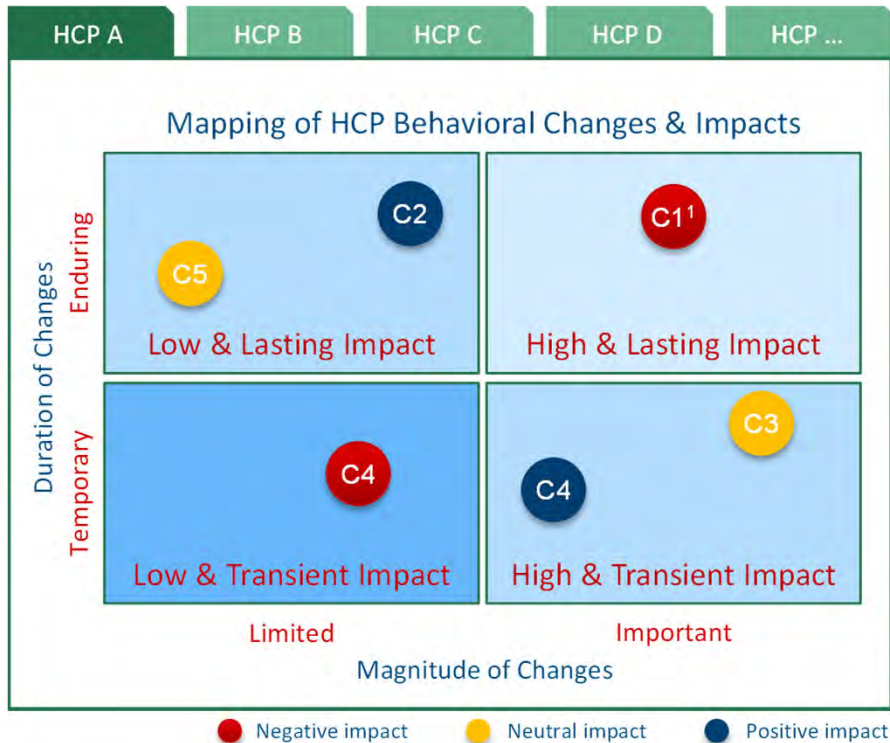 HCP A
HCP B
HCP C
HCP D
HCP ...
Mapping of HCP Behavioral Changes & Impacts
Duration of Changes
Enduring
C5
C2
Low & Lasting Impact
C1¹
High & Lasting Impact
Temporary
C4
Low & Transient Impact
C4
C3
High & Transient Impact
Limited
Important
Magnitude of Changes
Negative impact
Neutral impact
Positive impact